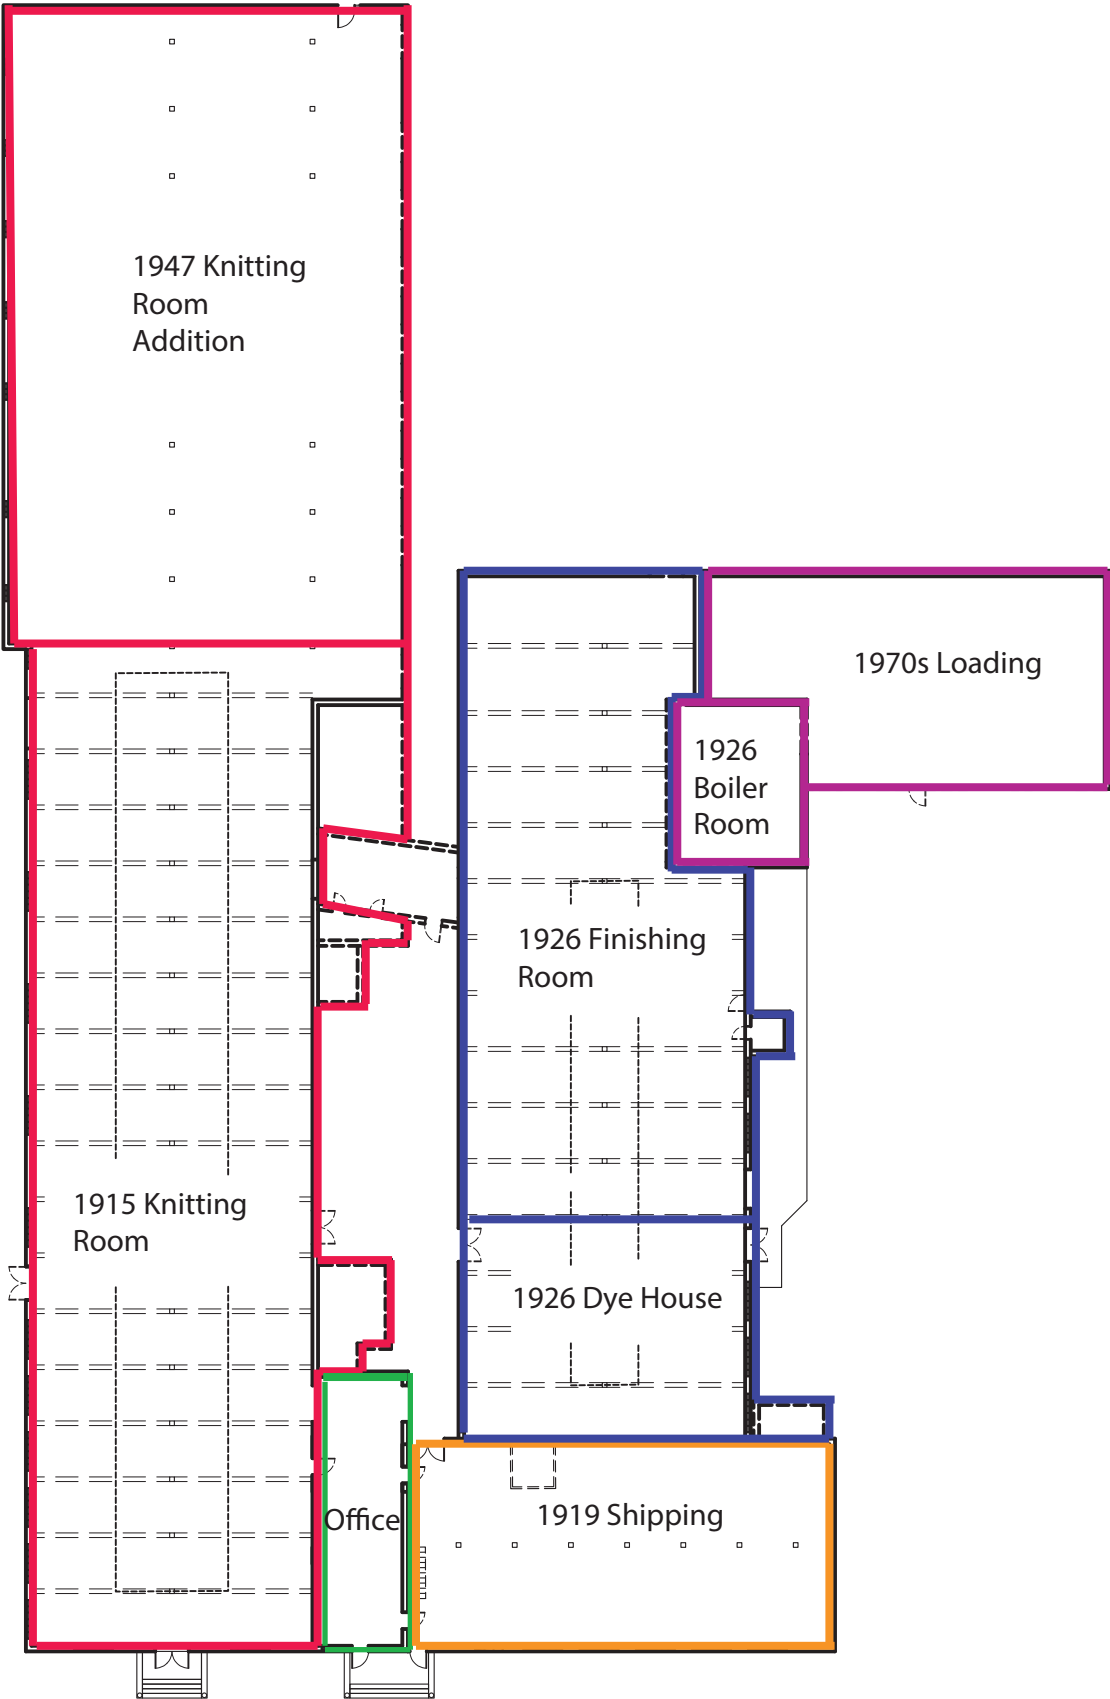 1947 Knitting
Room
Addition
1970s Loading
1926
Boiler
Room
1926 Finishing
Room
1915 Knitting
Room
1926 Dye House
Office
1919 Shipping